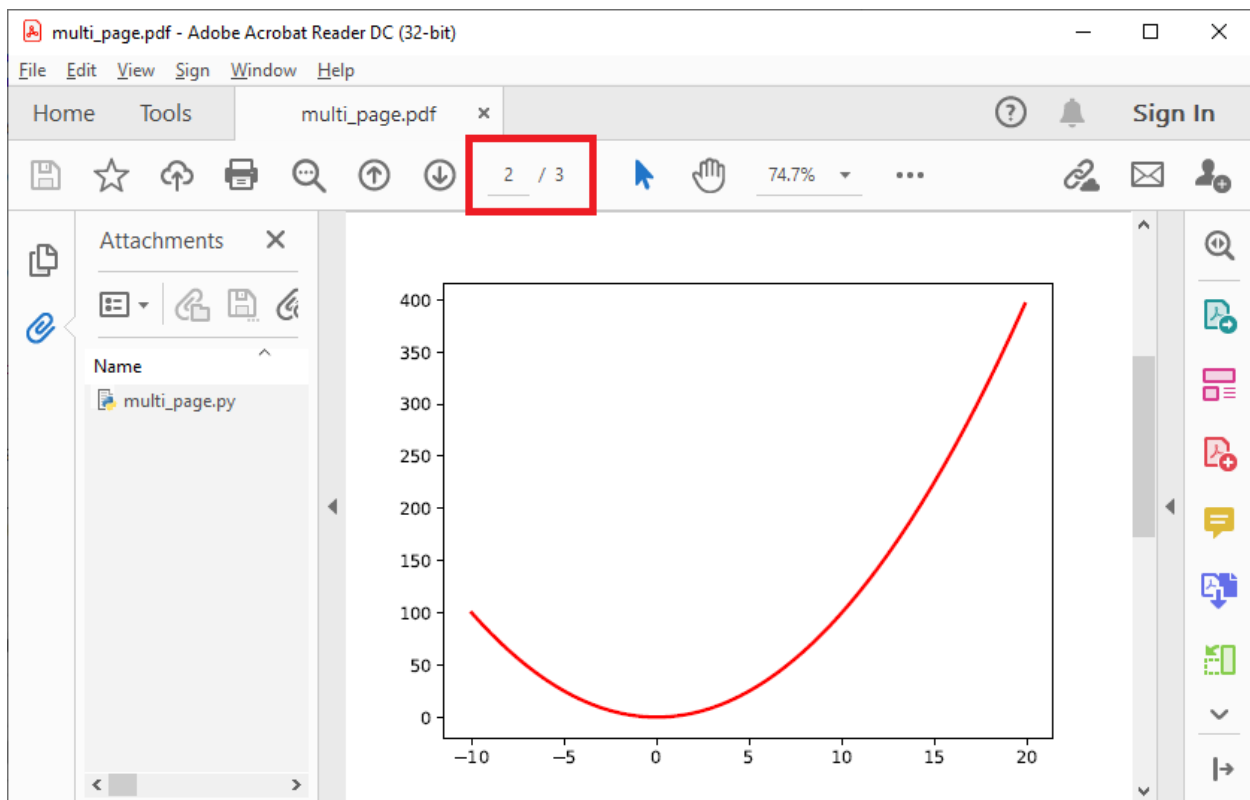 multi_page.pdf - Adobe Acrobat Reader DC (32-bit)
File Edit View Sign Window Help
Home Tools multi_page.pdf × Sign In
2 / 3 74.7%
Attachments
Name
multi_page.py
400
350
300
250
200
150
100
50
0
−10 −5 0 5 10 15 20